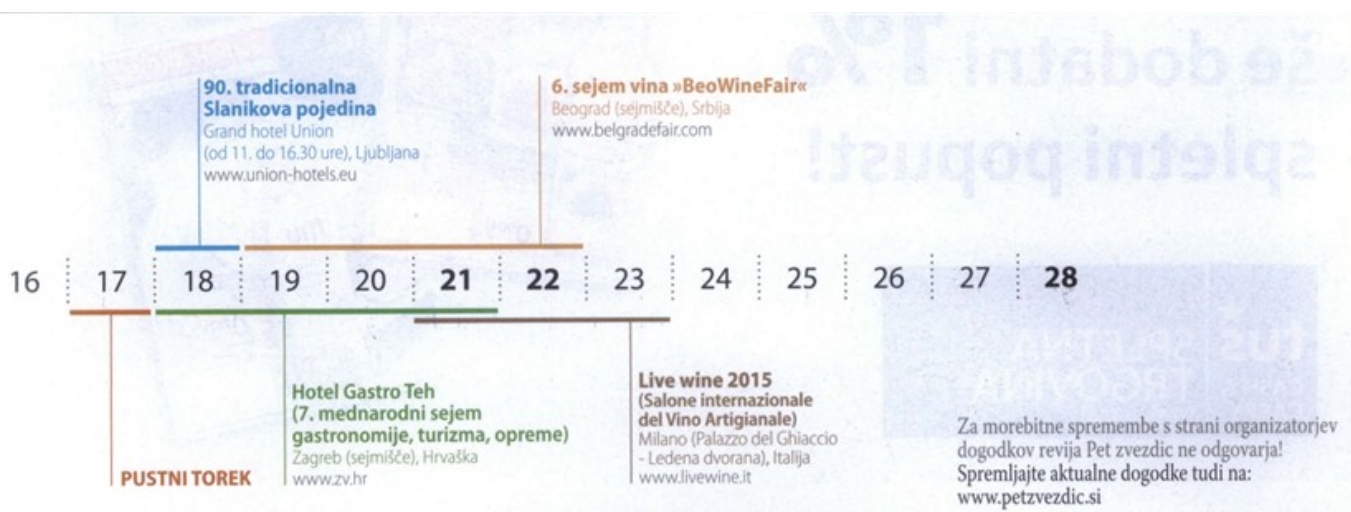 90. tradicionalna
Slanikova pojedina
Grand hotel Union
(od 11. do 16.30 ure), Ljubljana
www.union-hotels.eu
6. sejem vina »BeoWineFair«
Beograd (sejmišče), Srbija
www.belgradefair.com
16 17 18 19 20 21 22 23 24 25 26 27 28
PUSTNI TOREK
Hotel Gastro Teh
(7. mednarodni sejem
gastronomije, turizma, opreme)
Zagreb (sejmišče), Hrvaška
www.zv.hr
Live wine 2015
(Salone internazionale
del Vino Artigianale)
Milano (Palazzo del Ghiaccio
- Ledena dvorana), Italija
www.livewine.it
Za morebitne spremembe s strani organizatorjev
dogodkov revija Pet zvezdic ne odgovarja!
Spremljajte aktualne dogodke tudi na:
www.petzvezdic.si
še dodatni 1%
spletni popust!
tuš SPLETNA
TRGOVINA